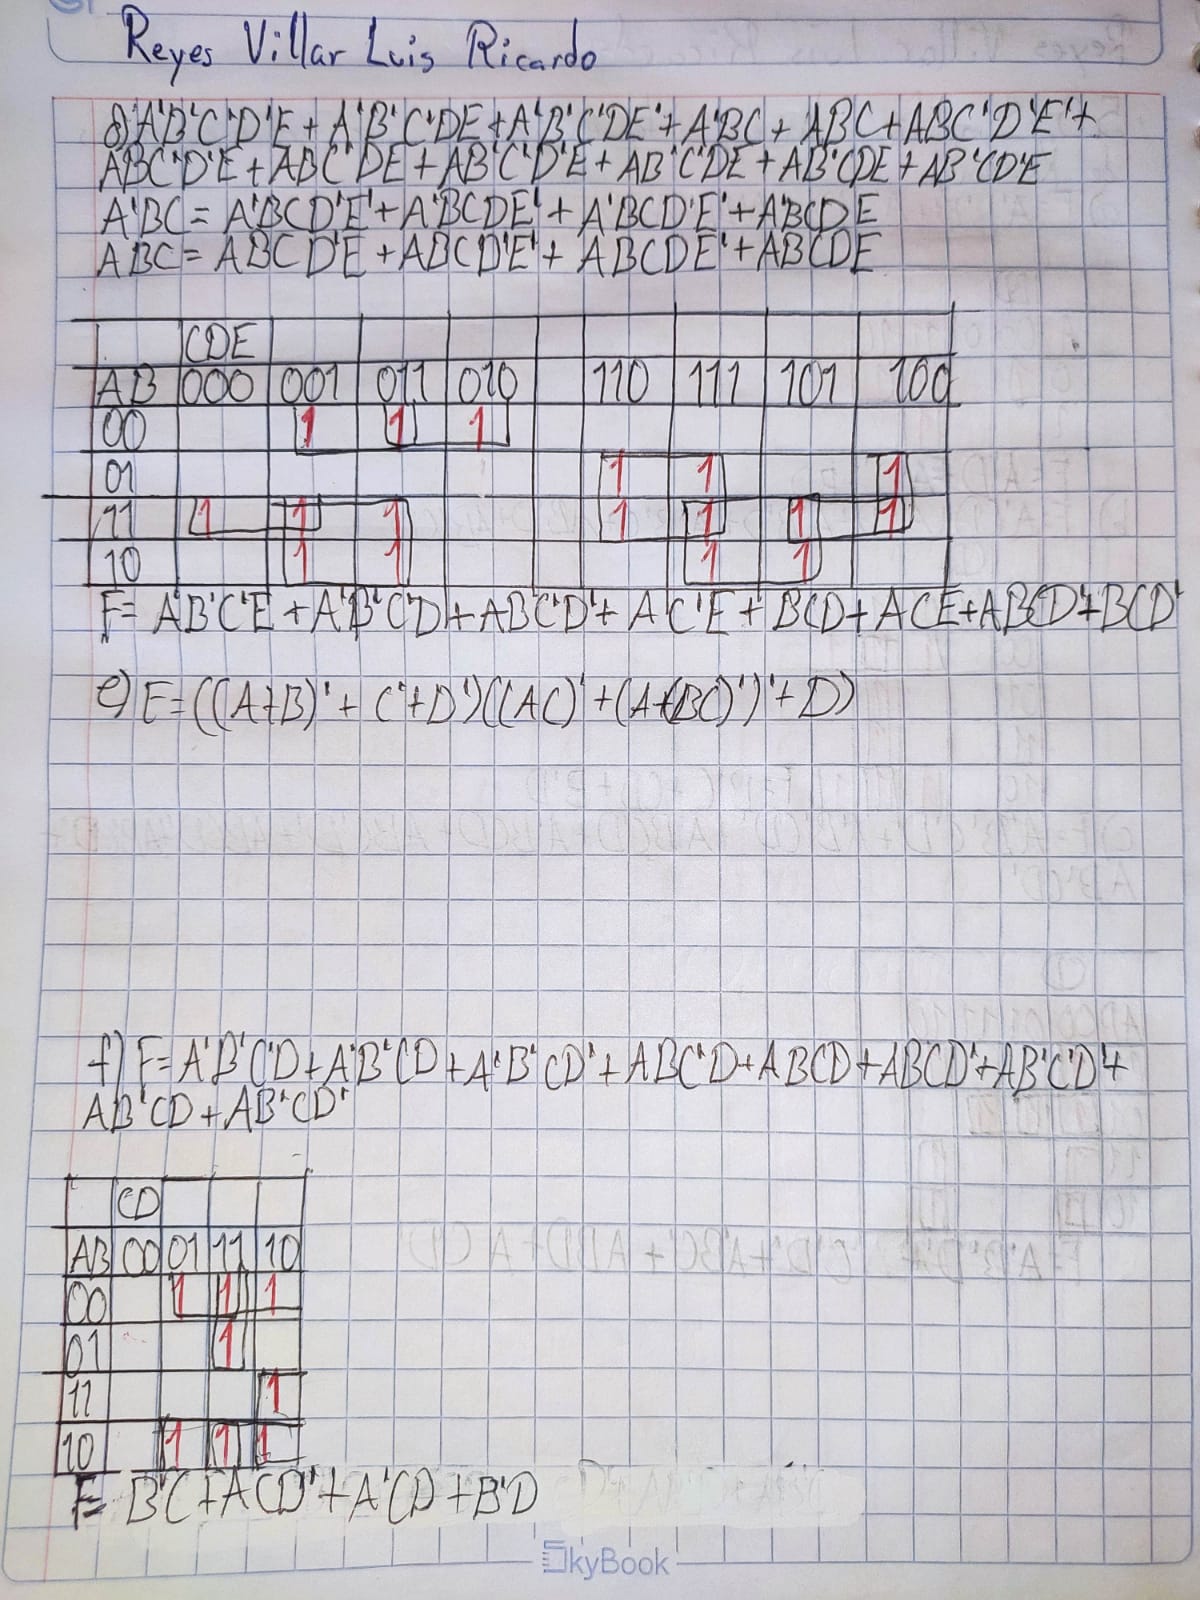 Reyes Villar Luis Ricardo
d) A'B'C'D'E + A'B'C'DE + A'B'C'DE' + A'BC + ABC + ABC'D'E' +
ABC'D'E + ABC'DE + AB'C'D'E + AB'C'DE + AB'CDE + AB'CD'E
A'BC = A'BCD'E' + A'BCDE' + A'BCD'E' + A'BCDE
ABC = ABCD'E + ABCD'E' + ABCDE' + ABCDE
CDE
AB 000 001 011 010 110 111 101 100
00 1 1 1
01 1 1 1
11 1 1 1 1 1 1 1
10 1 1 1 1
F = A'B'C'E + A'B'C'D + ABC'D' + AC'E + BCD + ACE + ABCD' + BCD'
e) E = ((A+B)' + C' + D')((AC)' + (A+(BC)')' + D)
f) F = A'B'C'D + A'B'CD + A'B'CD' + ABC'D + ABCD + ABCD' + AB'C'D' +
AB'CD + AB'CD'
CD
AB 00 01 11 10
00 1 1 1
01 1
11 1
10 1 1 1
F = B'C + ACD' + A'CD + B'D
SkyBook